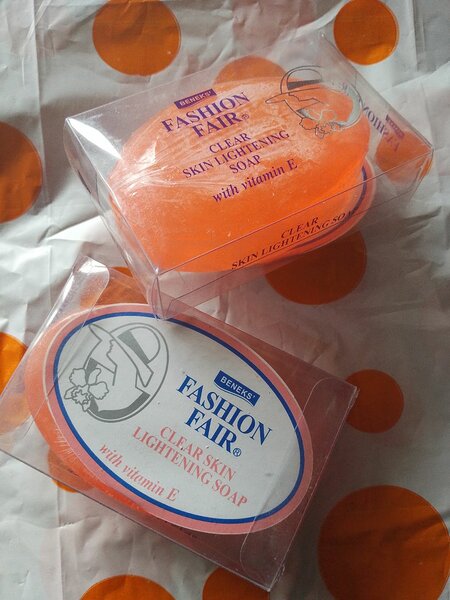 BENEKS'
FASHION
FAIR®
CLEAR
SKIN LIGHTENING
SOAP
with vitamin E
CLEAR
SKIN LIGHTENING SOAP
BENEKS'
FASHION
FAIR®
CLEAR SKIN
LIGHTENING SOAP
with vitamin E